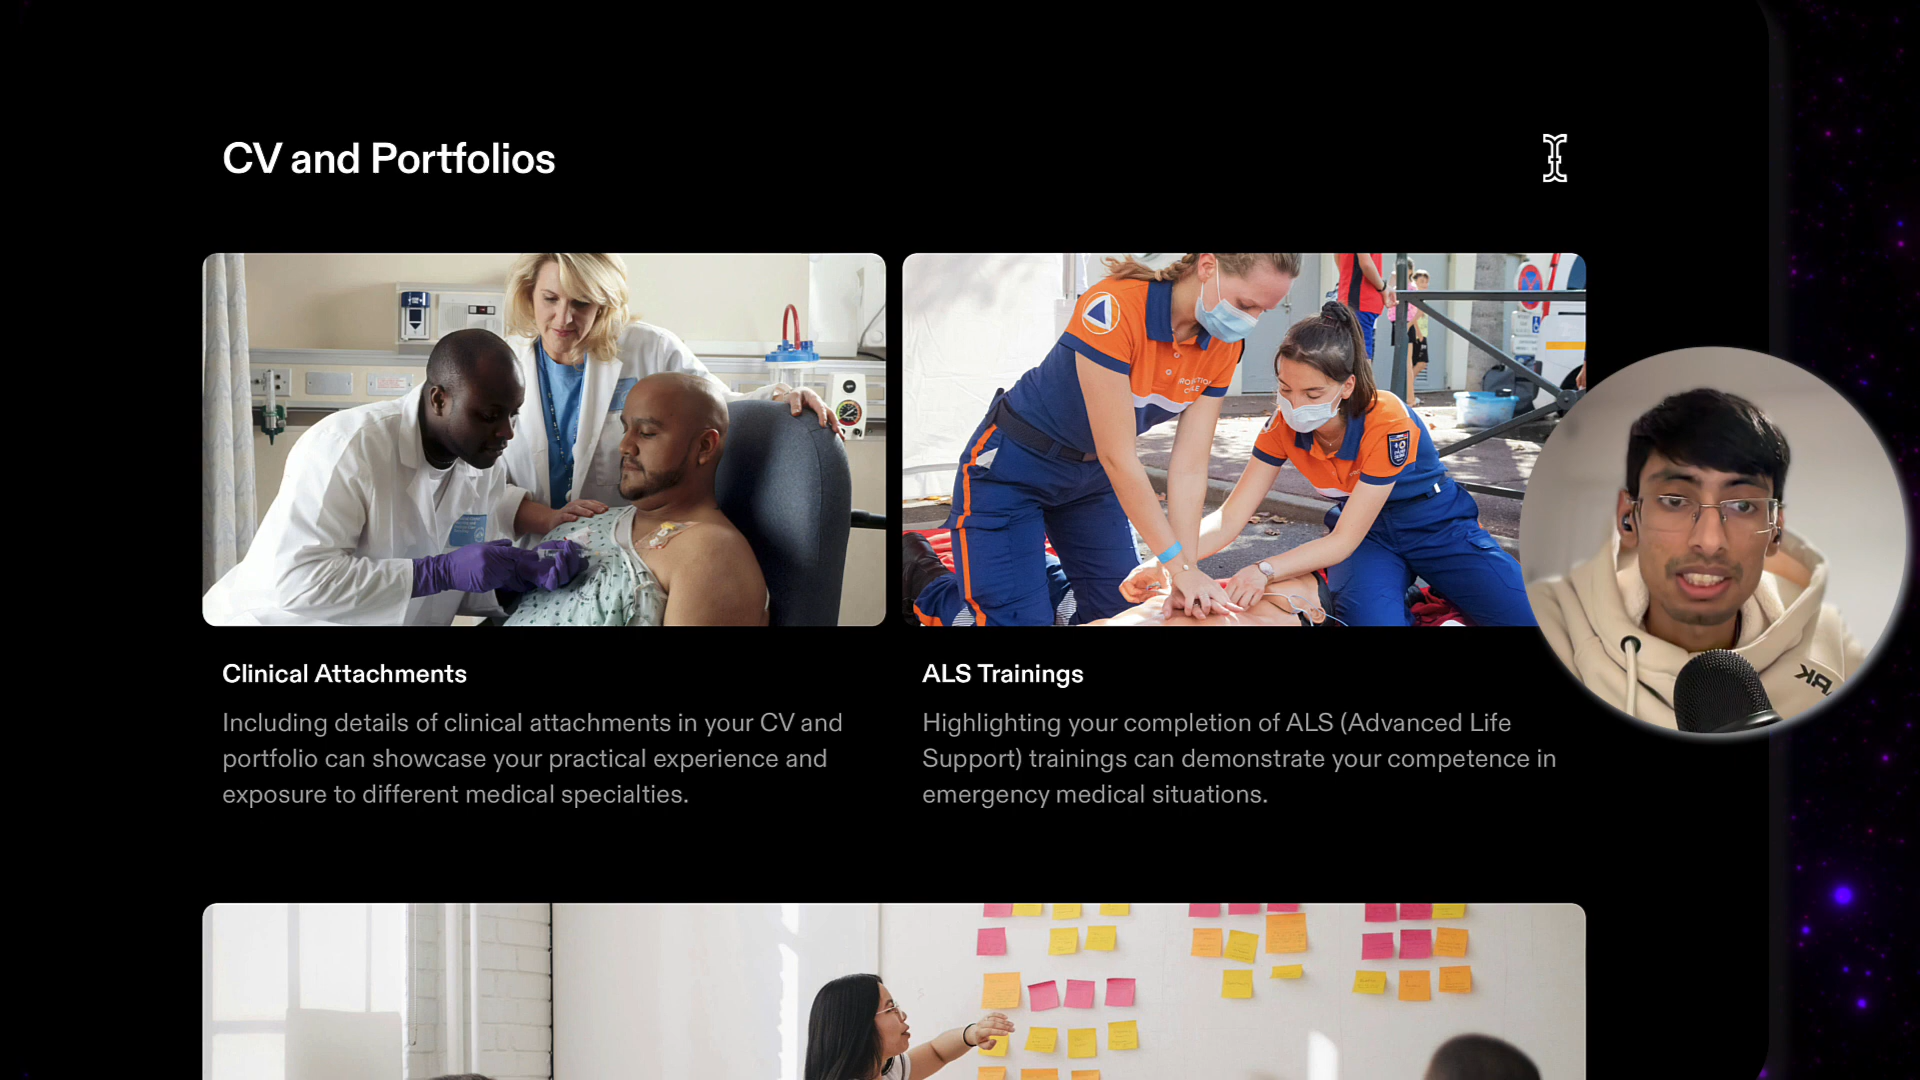 CV and Portfolios
Clinical Attachments
Including details of clinical attachments in your CV and
portfolio can showcase your practical experience and
exposure to different medical specialties.
ALS Trainings
Highlighting your completion of ALS (Advanced Life
Support) trainings can demonstrate your competence in
emergency medical situations.